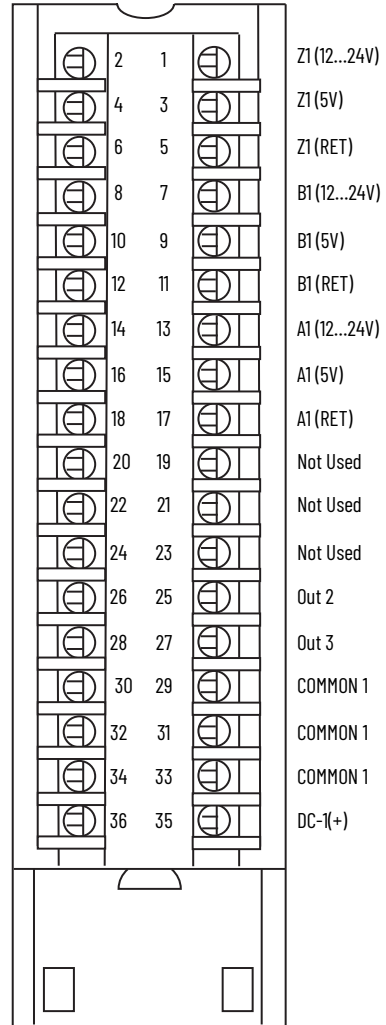 2 1 Z1 (12...24V)
4 3 Z1 (5V)
6 5 Z1 (RET)
8 7 B1 (12...24V)
10 9 B1 (5V)
12 11 B1 (RET)
14 13 A1 (12...24V)
16 15 A1 (5V)
18 17 A1 (RET)
20 19 Not Used
22 21 Not Used
24 23 Not Used
26 25 Out 2
28 27 Out 3
30 29 COMMON 1
32 31 COMMON 1
34 33 COMMON 1
36 35 DC-1(+)